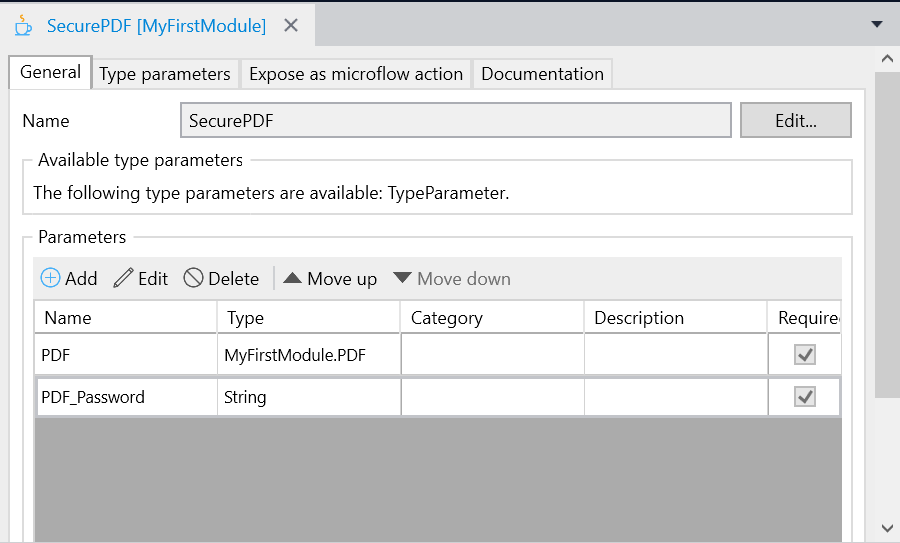 SecurePDF [MyFirstModule]
General Type parameters Expose as microflow action Documentation
Name SecurePDF Edit...
Available type parameters
The following type parameters are available: TypeParameter.
Parameters
Add Edit Delete Move up Move down
Name Type Category Description Require
PDF MyFirstModule.PDF
PDF_Password String